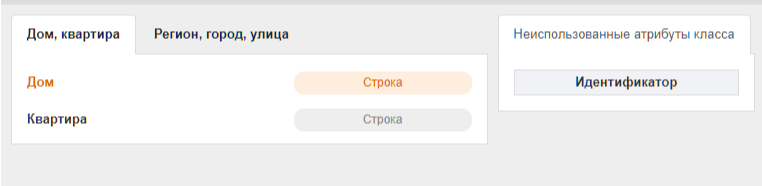 Дом, квартира
Регион, город, улица
Дом
Строка
Квартира
Строка
Неиспользованные атрибуты класса
Идентификатор